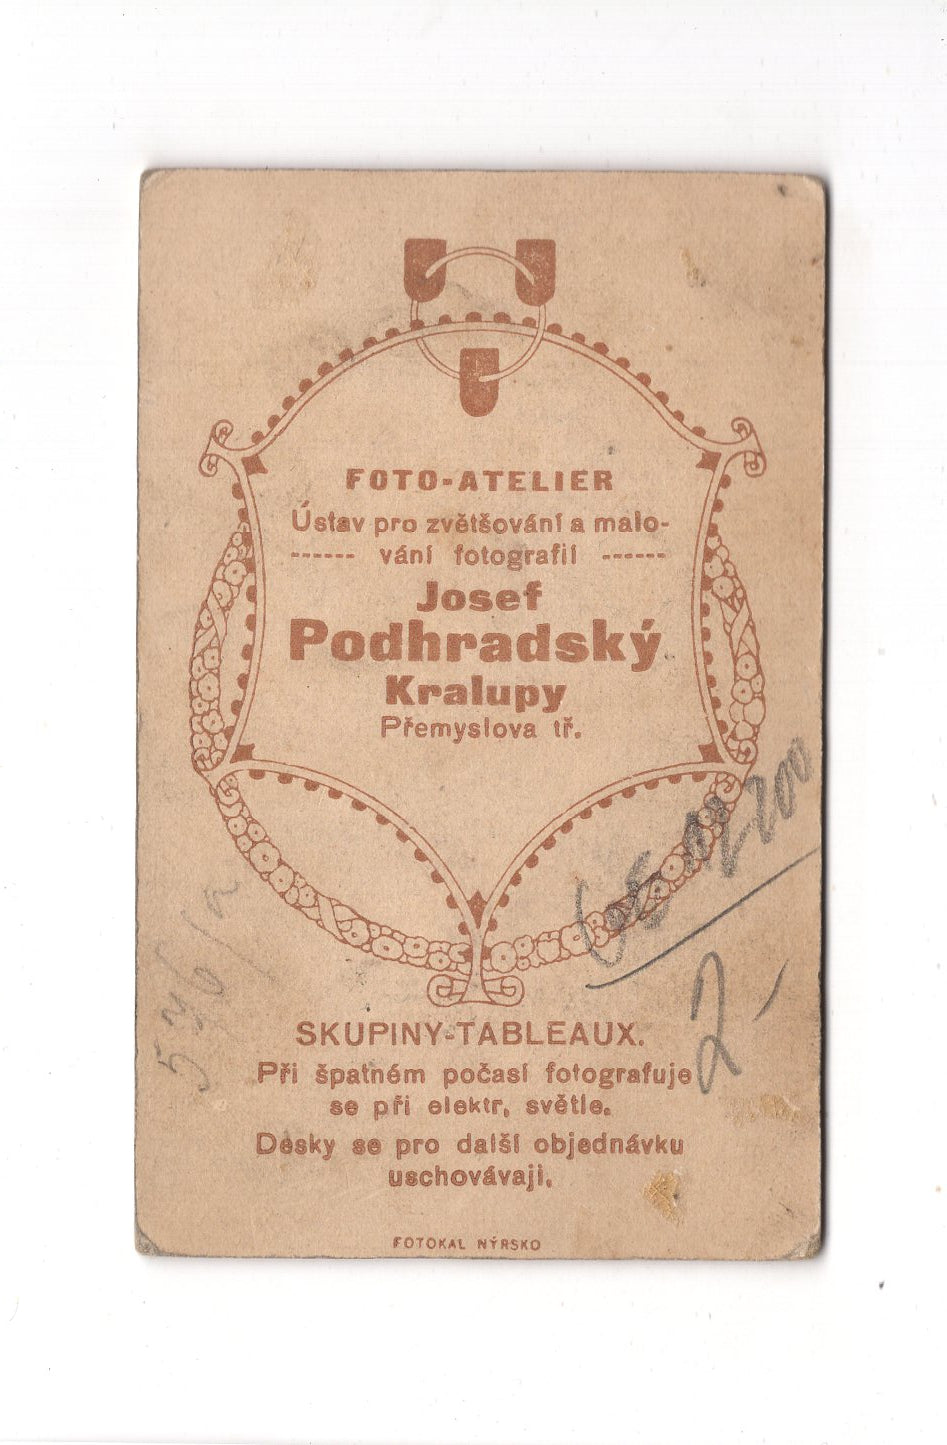 FOTO-ATELIER
Ústav pro zvětšování a malo-
------ vání fotografií ------
Josef
Podhradský
Kralupy
Přemyslova tř.
2,-
536/a
SKUPINY-TABLEAUX.
Při špatném počasí fotografuje
se při elektr. světle.
Desky se pro další objednávku
uschovávají.
FOTOKAL NÝRSKO